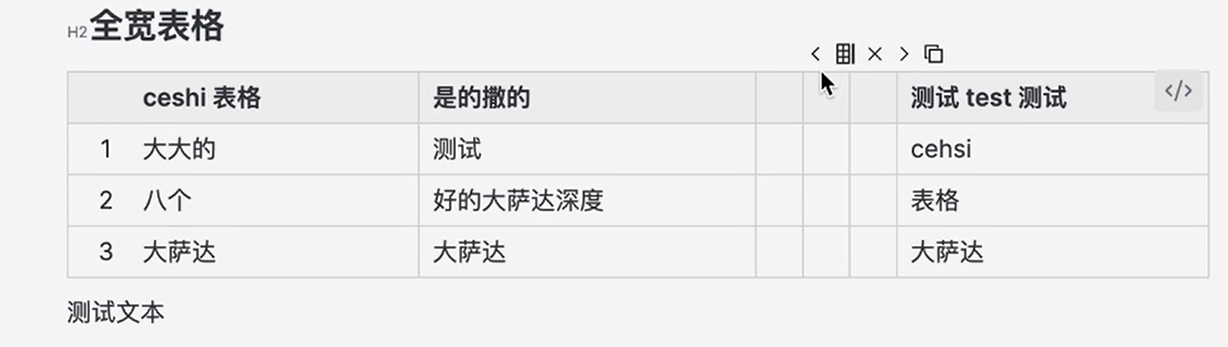 H2 全宽表格
ceshi 表格 是的撒的 测试 test 测试 </>
1 大大的 测试 cehsi
2 八个 好的大萨达深度 表格
3 大萨达 大萨达 大萨达
测试文本